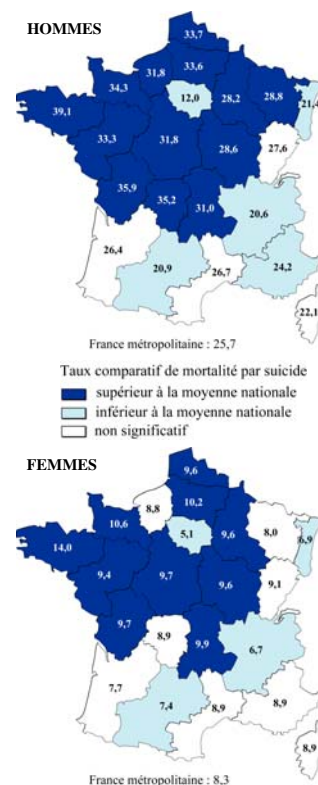 HOMMES
33,7
31,8 33,6
34,3
12,0
28,2 28,8 21,4
39,1
33,3 31,8
28,6 27,6
35,9 35,2 31,0
20,6
26,4
20,9 26,7 24,2
22,1
France métropolitaine : 25,7
Taux comparatif de mortalité par suicide
supérieur à la moyenne nationale
inférieur à la moyenne nationale
non significatif
FEMMES
9,6
8,8 10,2
10,6
5,1
9,6 8,0 6,9
14,0
9,4 9,7
9,6 9,1
9,7 8,9 9,9
6,7
7,7
7,4 8,9 8,9
8,9
France métropolitaine : 8,3